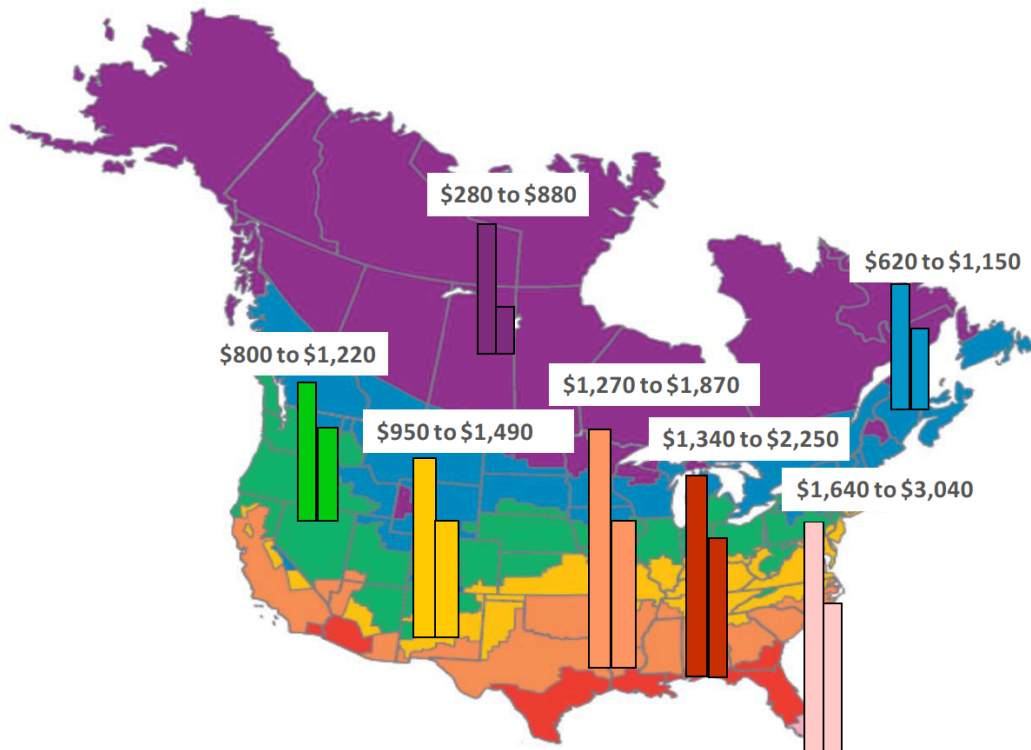 $280 to $880
$620 to $1,150
$800 to $1,220
$1,270 to $1,870
$950 to $1,490
$1,340 to $2,250
$1,640 to $3,040